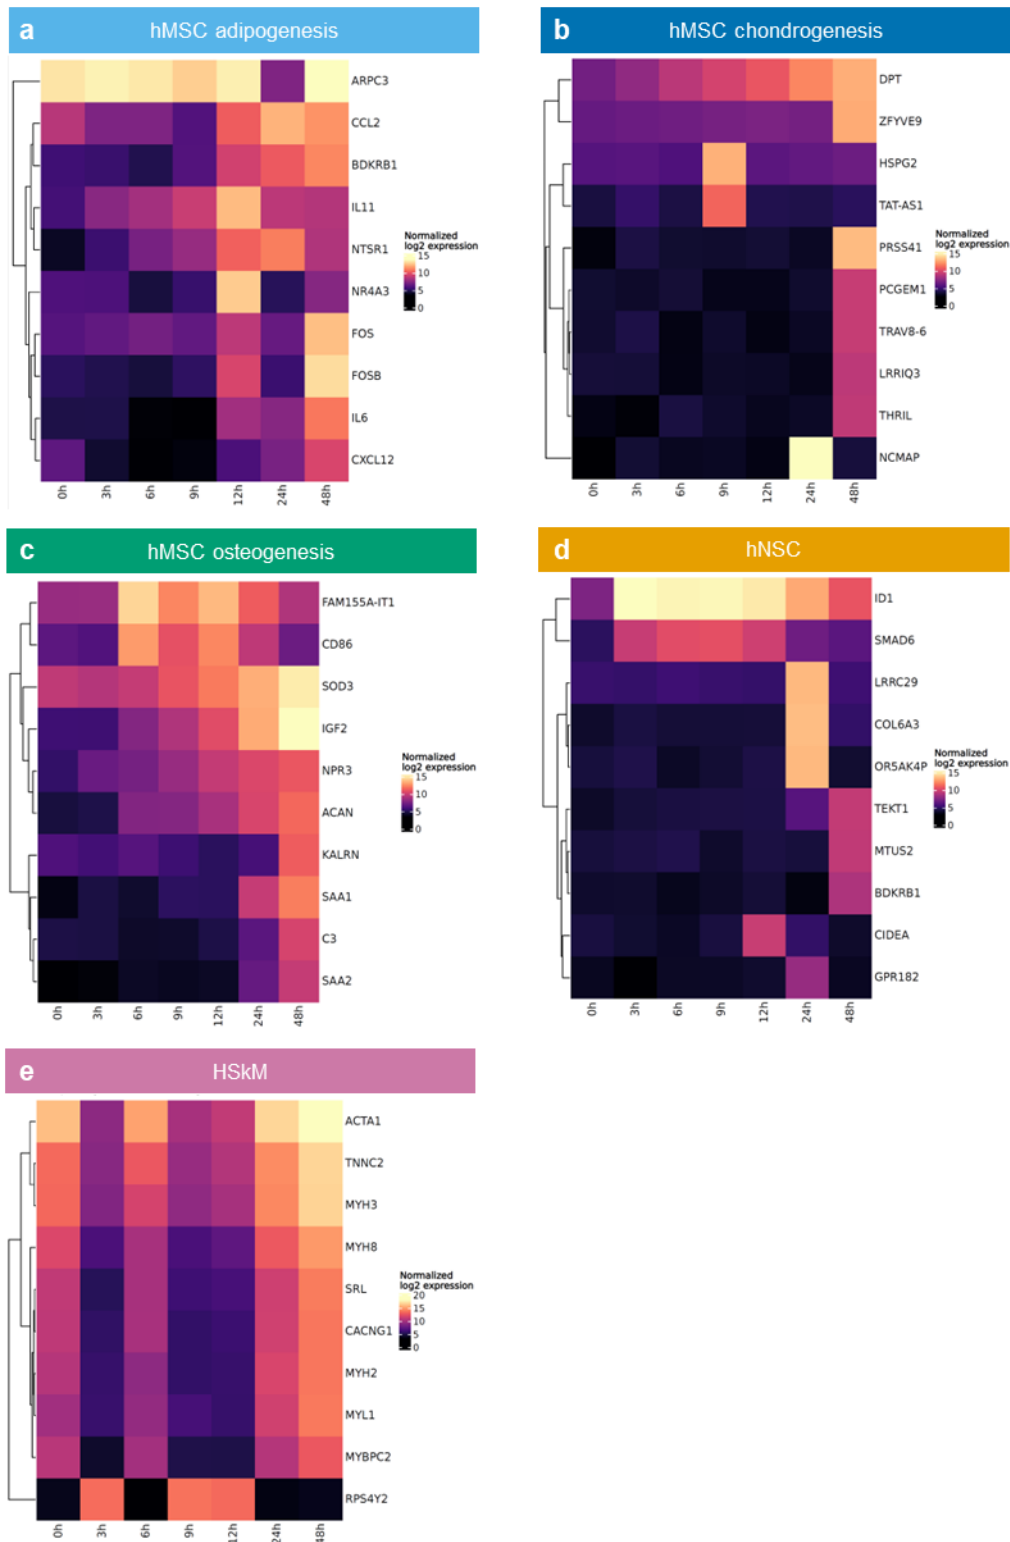 a hMSC adipogenesis
ARPC3
CCL2
BDKRB1
IL11
NTSR1
NR4A3
FOS
FOSB
IL6
CXCL12
0h 3h 6h 9h 12h 24h 48h
Normalized
log2 expression
15
10
5
0
b hMSC chondrogenesis
DPT
ZFYVE9
HSPG2
TAT-AS1
PRSS41
PCGEM1
TRAV8-6
LRRIQ3
THRIL
NCMAP
0h 3h 6h 9h 12h 24h 48h
Normalized
log2 expression
15
10
5
0
c hMSC osteogenesis
FAM155A-IT1
CD86
SOD3
IGF2
NPR3
ACAN
KALRN
SAA1
C3
SAA2
0h 3h 6h 9h 12h 24h 48h
Normalized
log2 expression
15
10
5
0
d hNSC
ID1
SMAD6
LRRC29
COL6A3
OR5AK4P
TEKT1
MTUS2
BDKRB1
CIDEA
GPR182
0h 3h 6h 9h 12h 24h 48h
Normalized
log2 expression
15
10
5
0
e HSkM
ACTA1
TNNC2
MYH3
MYH8
SRL
CACNG1
MYH2
MYL1
MYBPC2
RPS4Y2
0h 3h 6h 9h 12h 24h 48h
Normalized
log2 expression
20
15
10
5
0